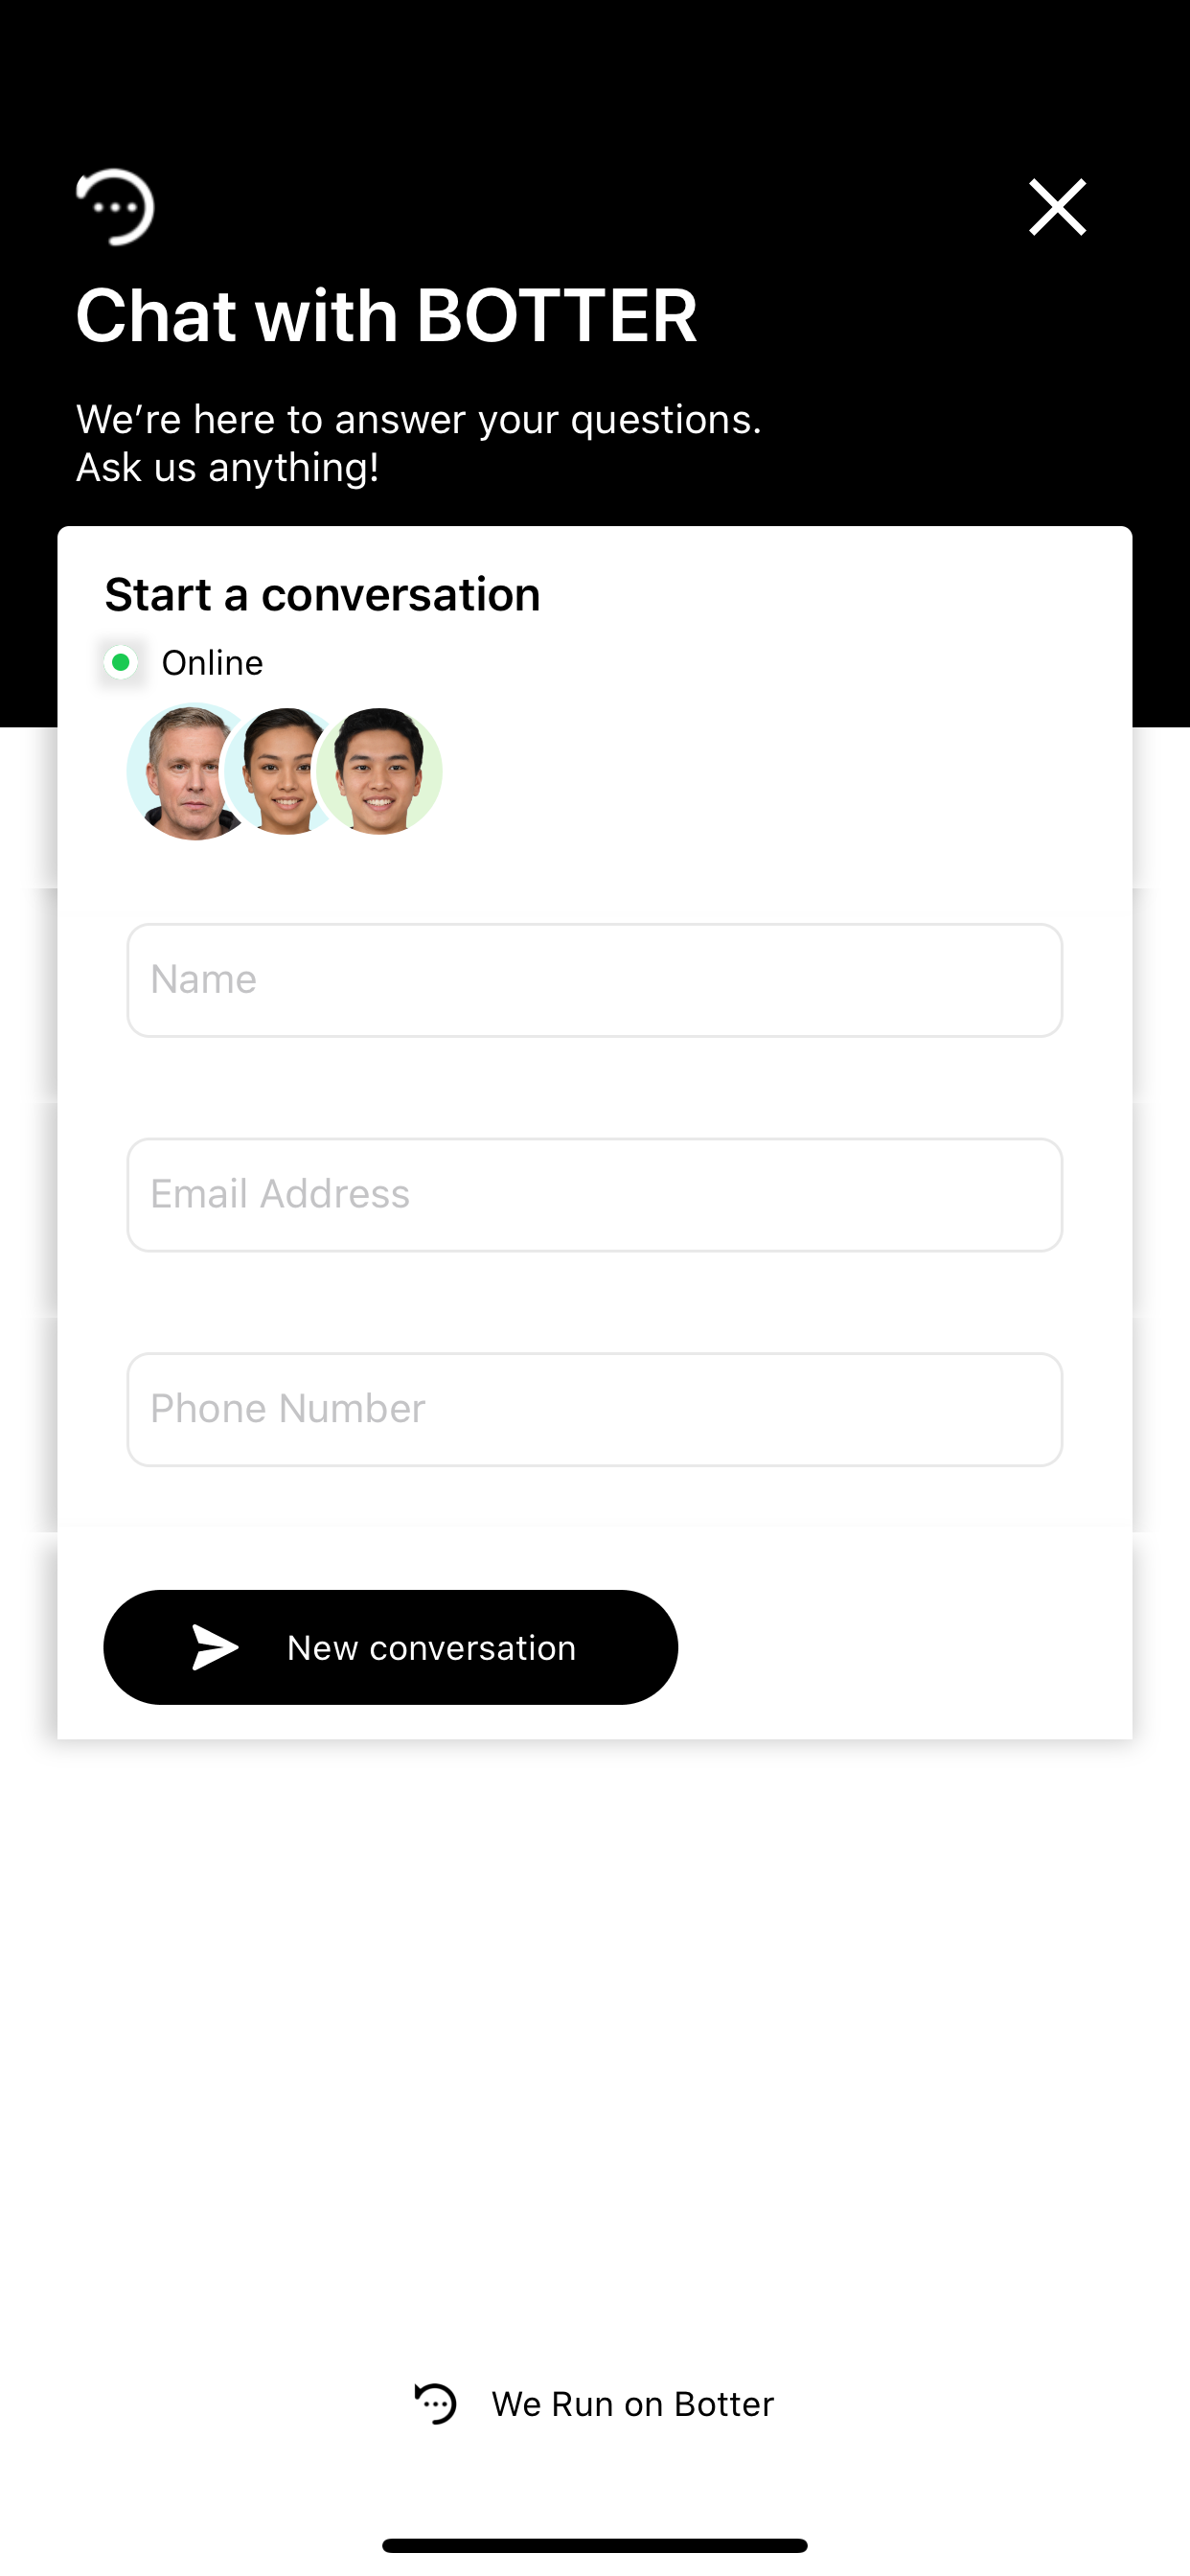 Chat with BOTTER
We’re here to answer your questions.
Ask us anything!
Start a conversation
Online
Name
Email Address
Phone Number
New conversation
We Run on Botter